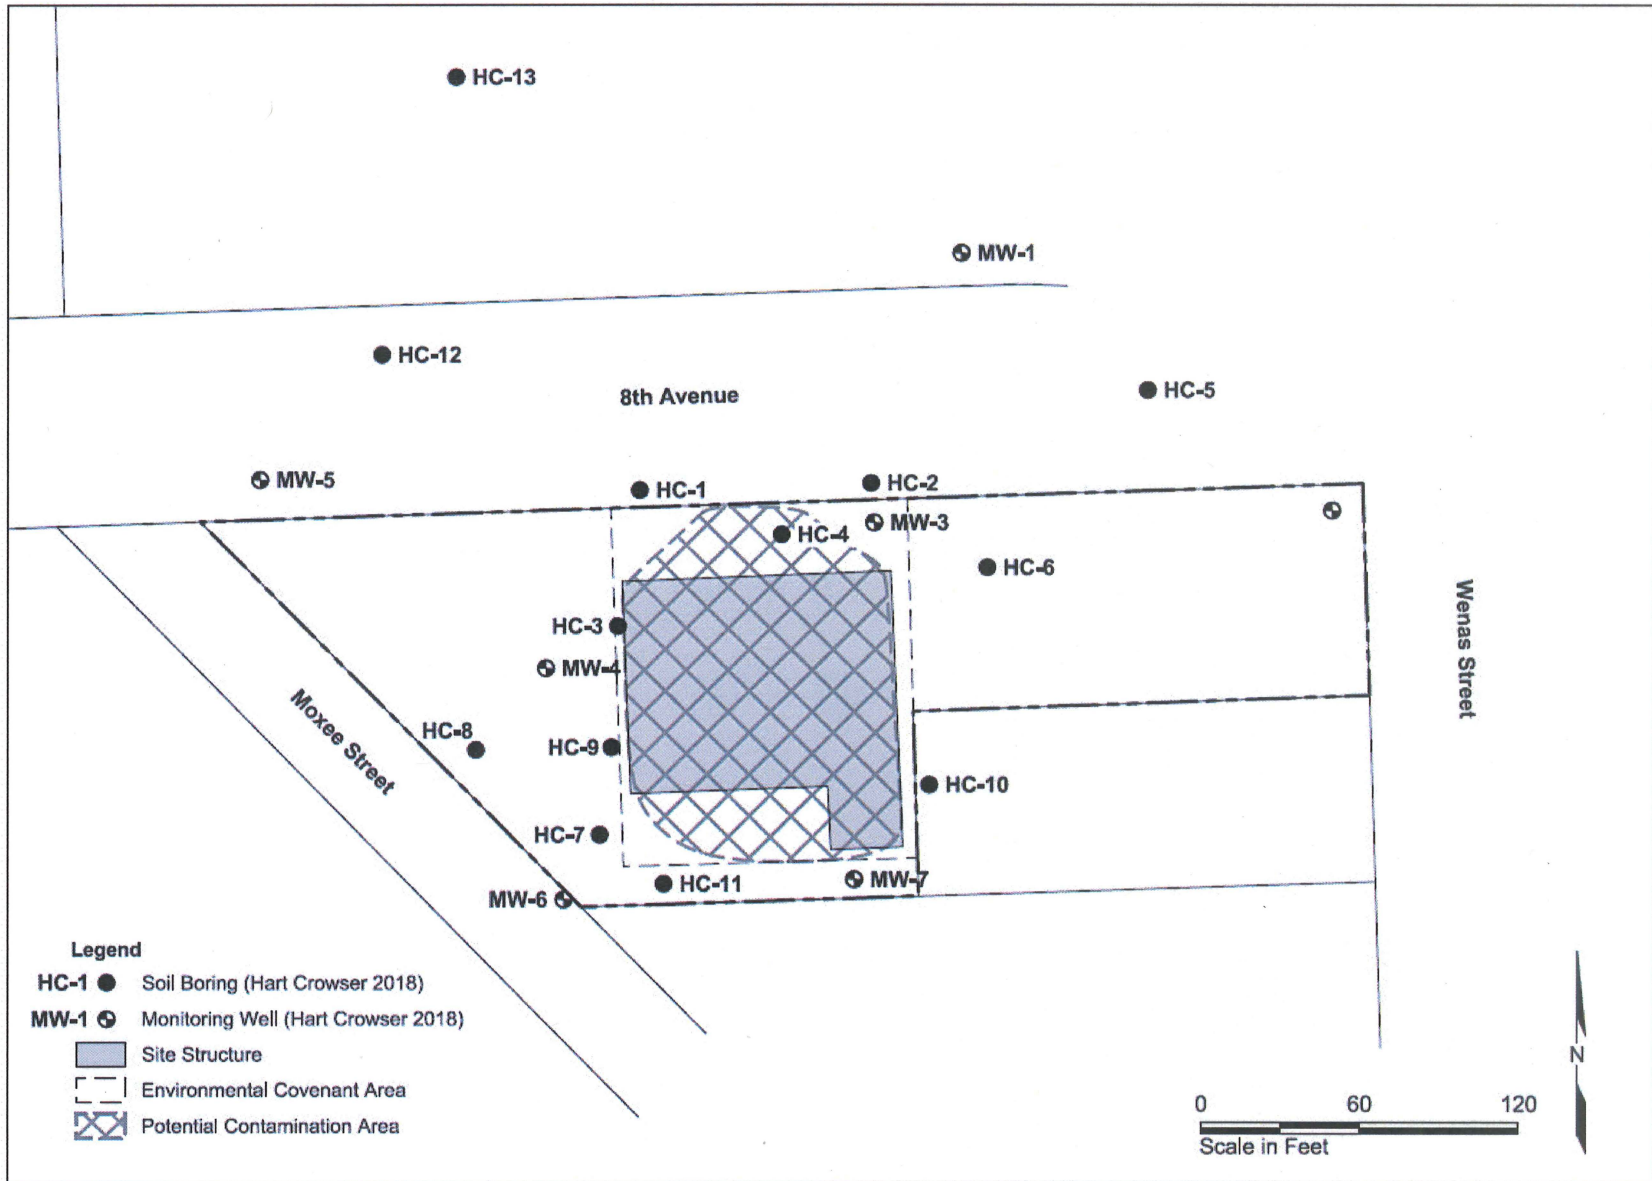 HC-13
MW-1
HC-12
8th Avenue
HC-5
MW-5
HC-1
HC-2
MW-3
HC-4
HC-6
HC-3
MW-4
Moxee Street
Wenas Street
HC-8
HC-9
HC-10
HC-7
HC-11
MW-7
MW-6
Legend
HC-1 Soil Boring (Hart Crowser 2018)
MW-1 Monitoring Well (Hart Crowser 2018)
Site Structure
Environmental Covenant Area
Potential Contamination Area
N
0 60 120
Scale in Feet